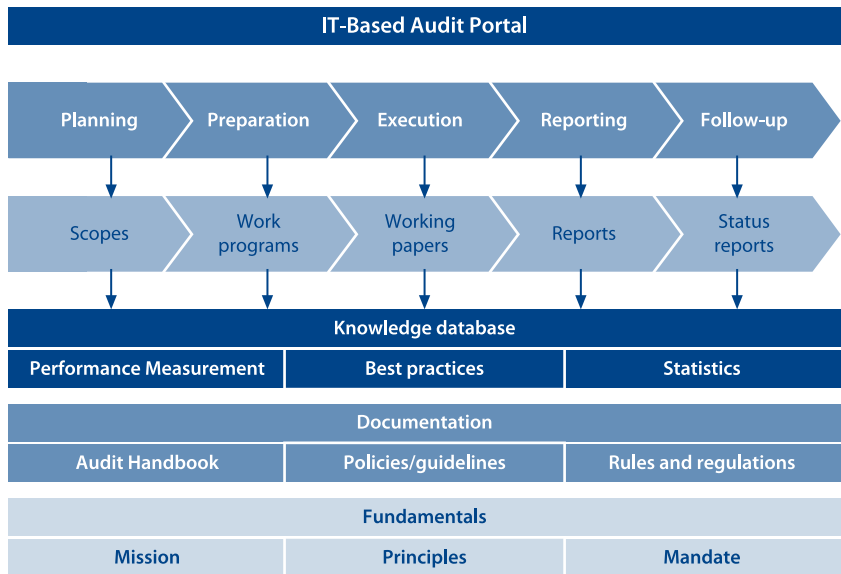 IT-Based Audit Portal
Planning
Preparation
Execution
Reporting
Follow-up
Scopes
Work
programs
Working
papers
Reports
Status
reports
Knowledge database
Performance Measurement
Best practices
Statistics
Documentation
Audit Handbook
Policies/guidelines
Rules and regulations
Fundamentals
Mission
Principles
Mandate